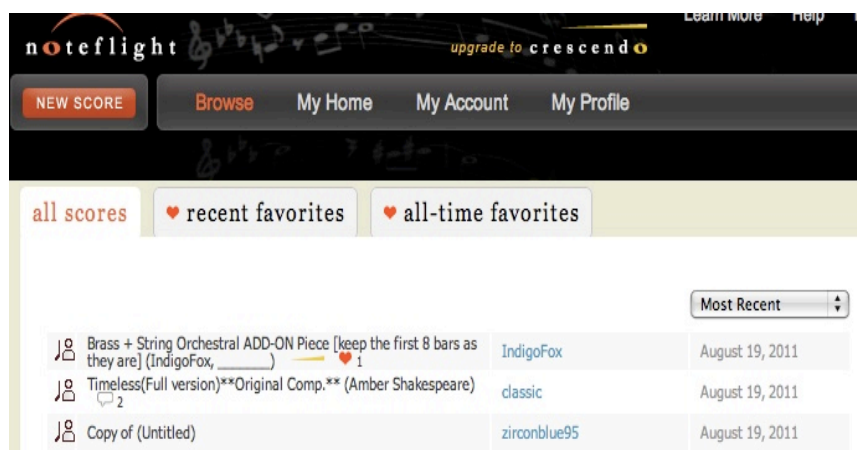 Learn More Help
noteflight
upgrade to crescendo
NEW SCORE Browse My Home My Account My Profile
all scores recent favorites all-time favorites
Most Recent
Brass + String Orchestral ADD-ON Piece [keep the first 8 bars as
they are] (IndigoFox, _______) 1 IndigoFox August 19, 2011
Timeless(Full version)**Original Comp.** (Amber Shakespeare)
2 classic August 19, 2011
Copy of (Untitled) zirconblue95 August 19, 2011